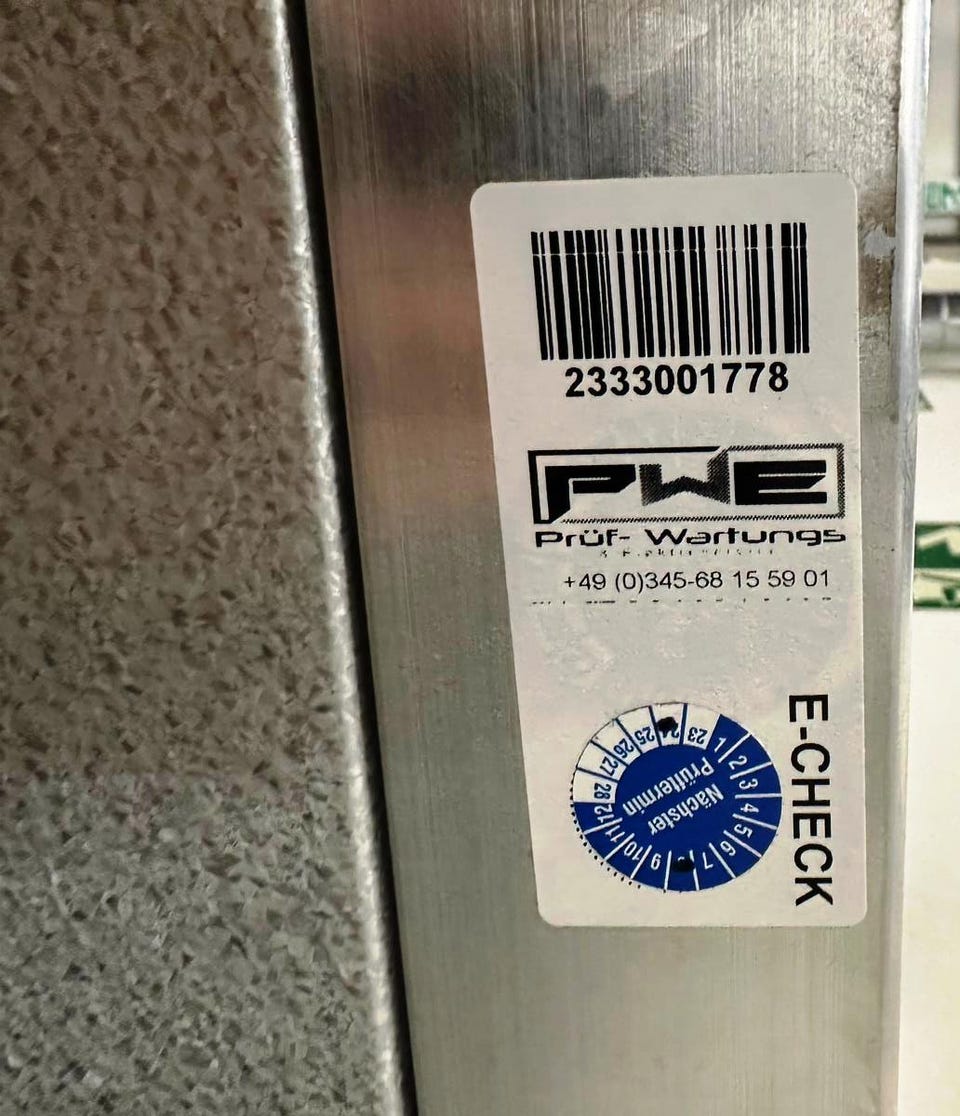 2333001778
PWE
Prüf- Wartungs
+49 (0)345-68 15 59 01
E-CHECK
Nächster
Prüftermin
1 2 3 4 5 6 7 9 10 11 12
23 25 26 27 28